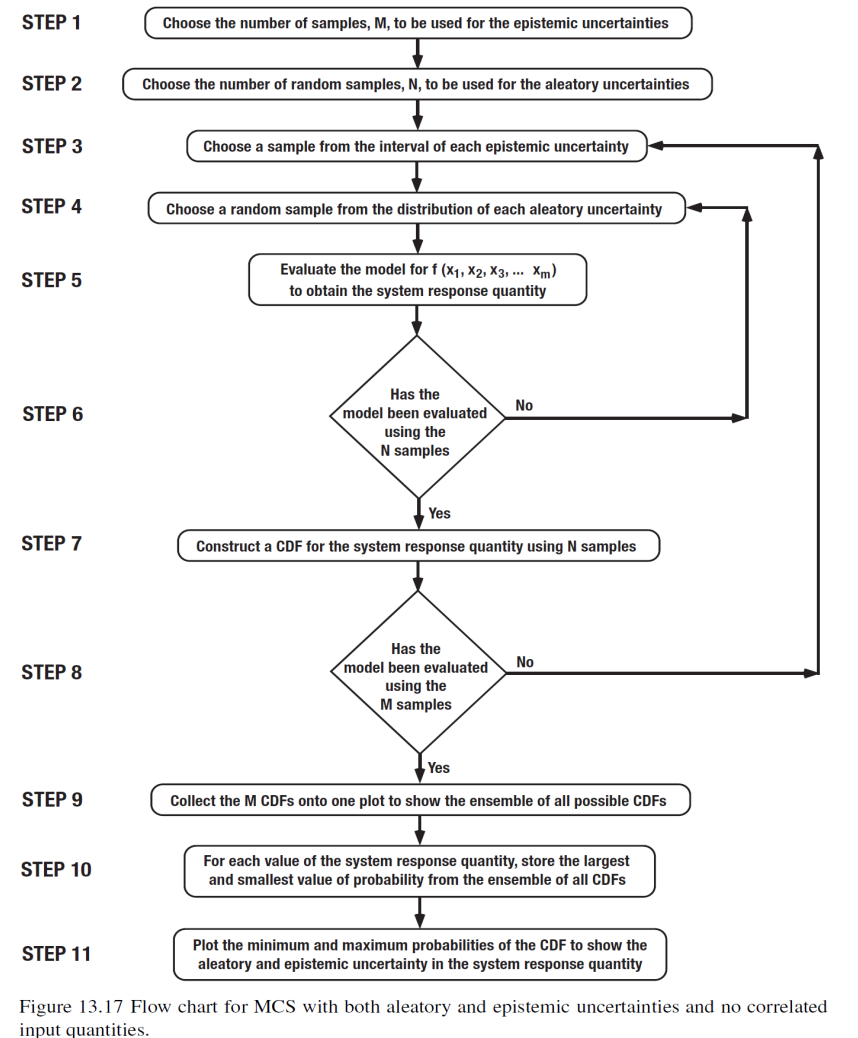 STEP 1
Choose the number of samples, M, to be used for the epistemic uncertainties
STEP 2
Choose the number of random samples, N, to be used for the aleatory uncertainties
STEP 3
Choose a sample from the interval of each epistemic uncertainty
STEP 4
Choose a random sample from the distribution of each aleatory uncertainty
STEP 5
Evaluate the model for f (x1, x2, x3, ... xm)
to obtain the system response quantity
STEP 6
Has the
model been evaluated
using the
N samples
No
Yes
STEP 7
Construct a CDF for the system response quantity using N samples
STEP 8
Has the
model been evaluated
using the
M samples
No
Yes
STEP 9
Collect the M CDFs onto one plot to show the ensemble of all possible CDFs
STEP 10
For each value of the system response quantity, store the largest
and smallest value of probability from the ensemble of all CDFs
STEP 11
Plot the minimum and maximum probabilities of the CDF to show the
aleatory and epistemic uncertainty in the system response quantity
Figure 13.17 Flow chart for MCS with both aleatory and epistemic uncertainties and no correlated
input quantities.